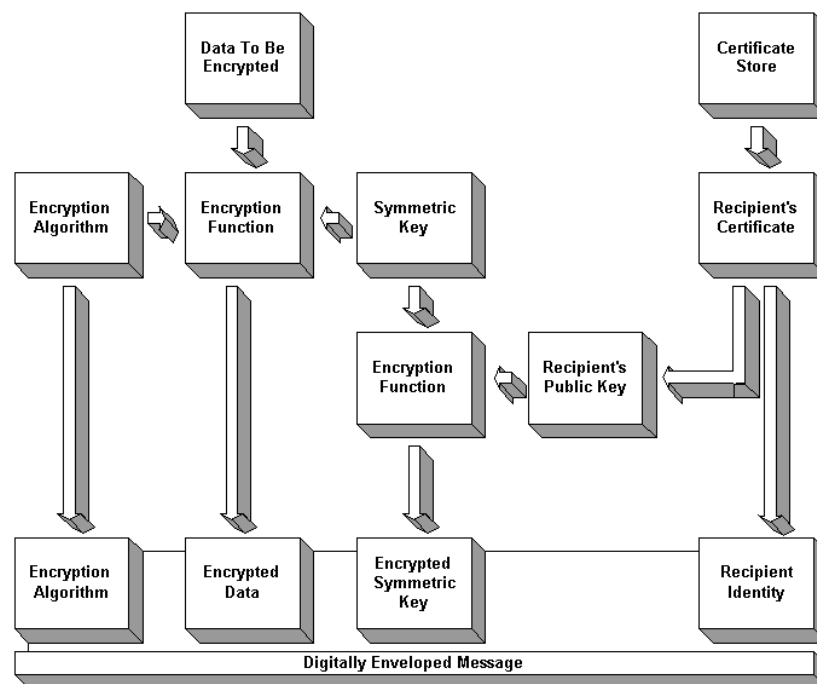 Data To Be
Encrypted
Certificate
Store
Encryption
Algorithm
Encryption
Function
Symmetric
Key
Recipient's
Certificate
Encryption
Function
Recipient's
Public Key
Encryption
Algorithm
Encrypted
Data
Encrypted
Symmetric
Key
Recipient
Identity
Digitally Enveloped Message